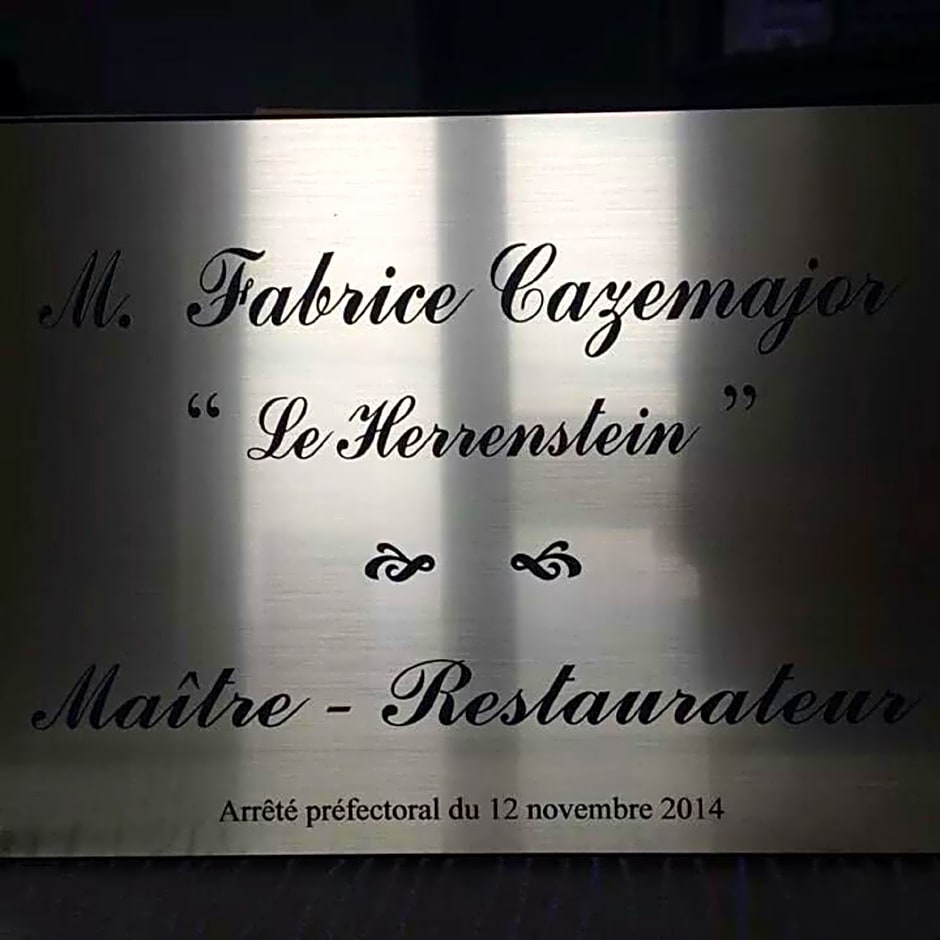 M. Fabrice Cazemajor
“ Le Herrenstein ”
Maître - Restaurateur
Arrêté préfectoral du 12 novembre 2014